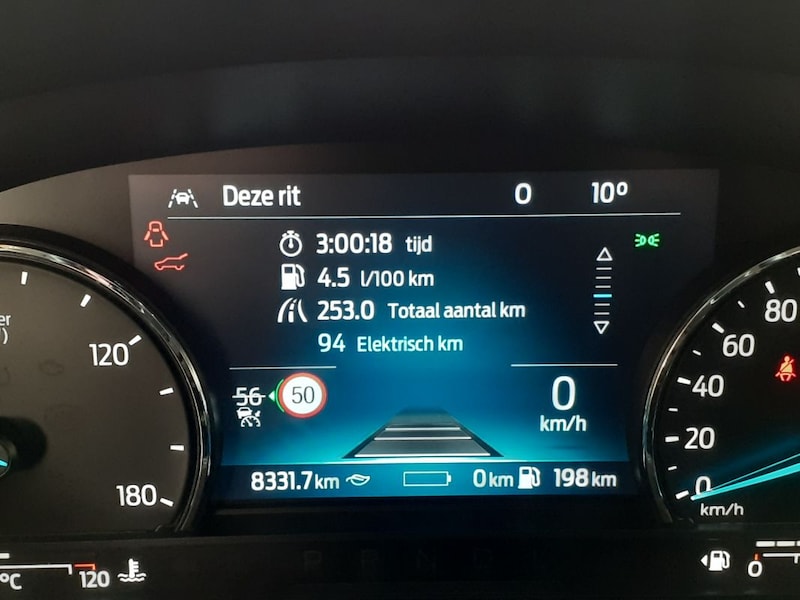 Deze rit 0 10°
3:00:18 tijd
4.5 l/100 km
253.0 Totaal aantal km
94 Elektrisch km
56 50
0
km/h
8331.7 km 0 km 198 km
er
)
120
180
80
60
40
20
0
km/h
°C 120
0
P R N D